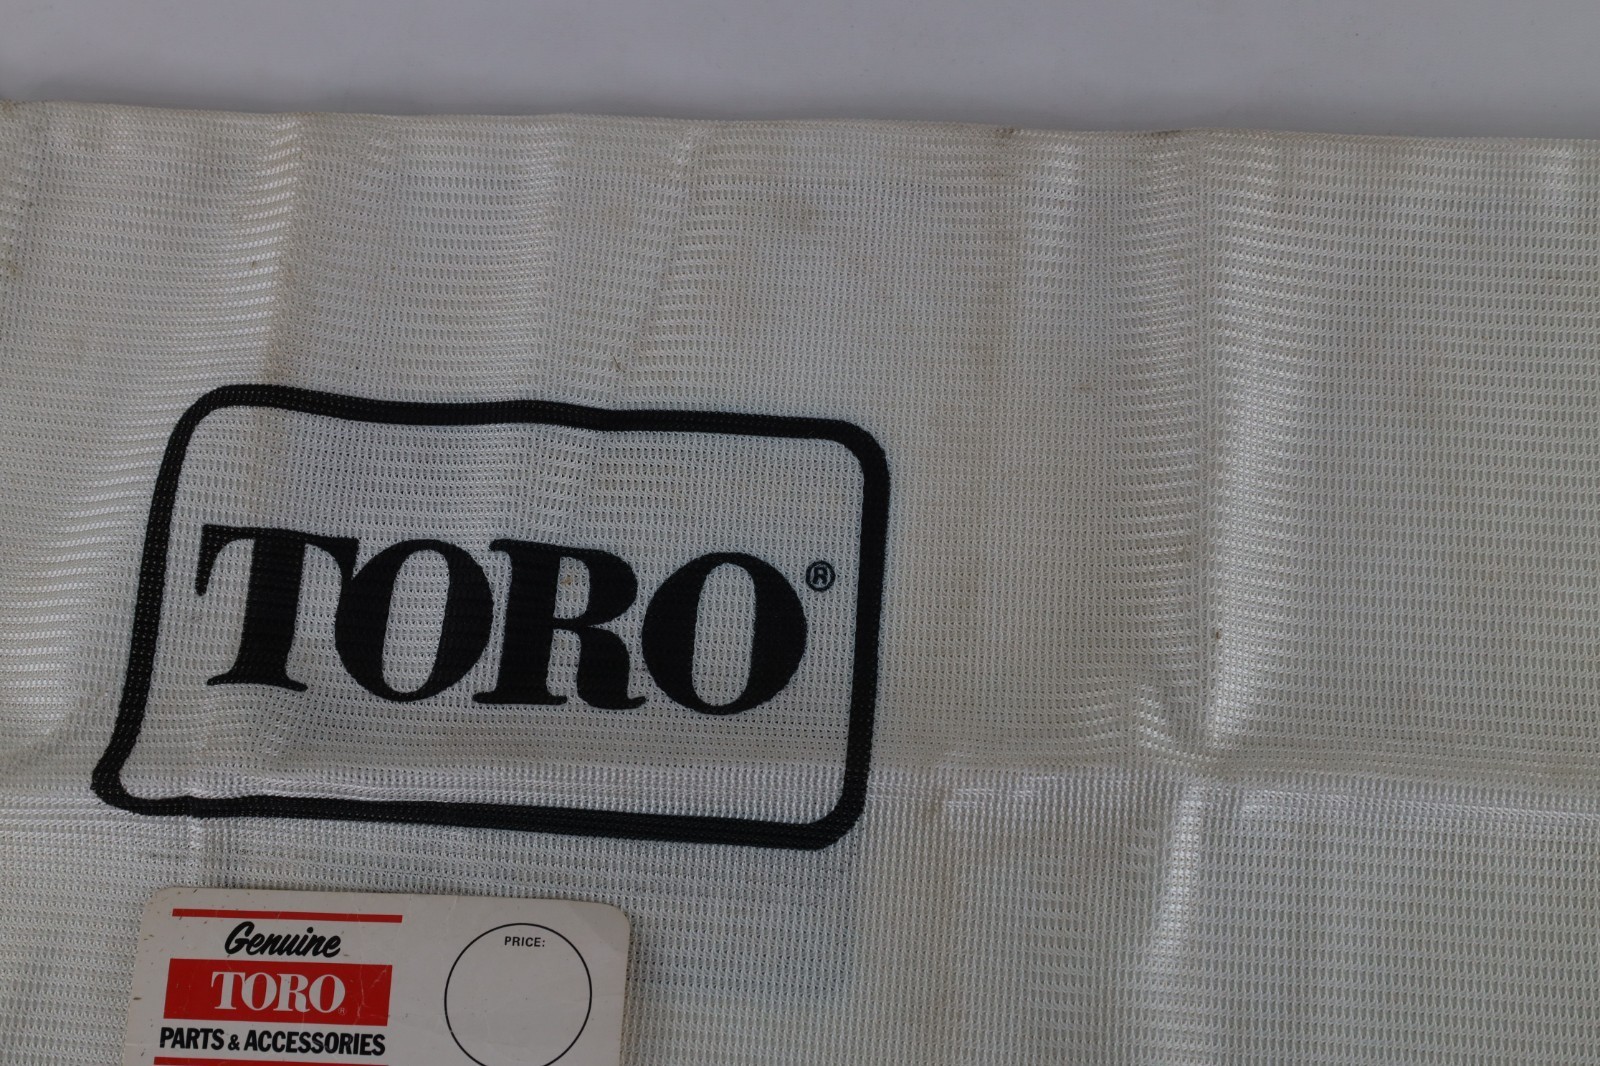 TORO®
Genuine
PRICE:
TORO®
PARTS & ACCESSORIES